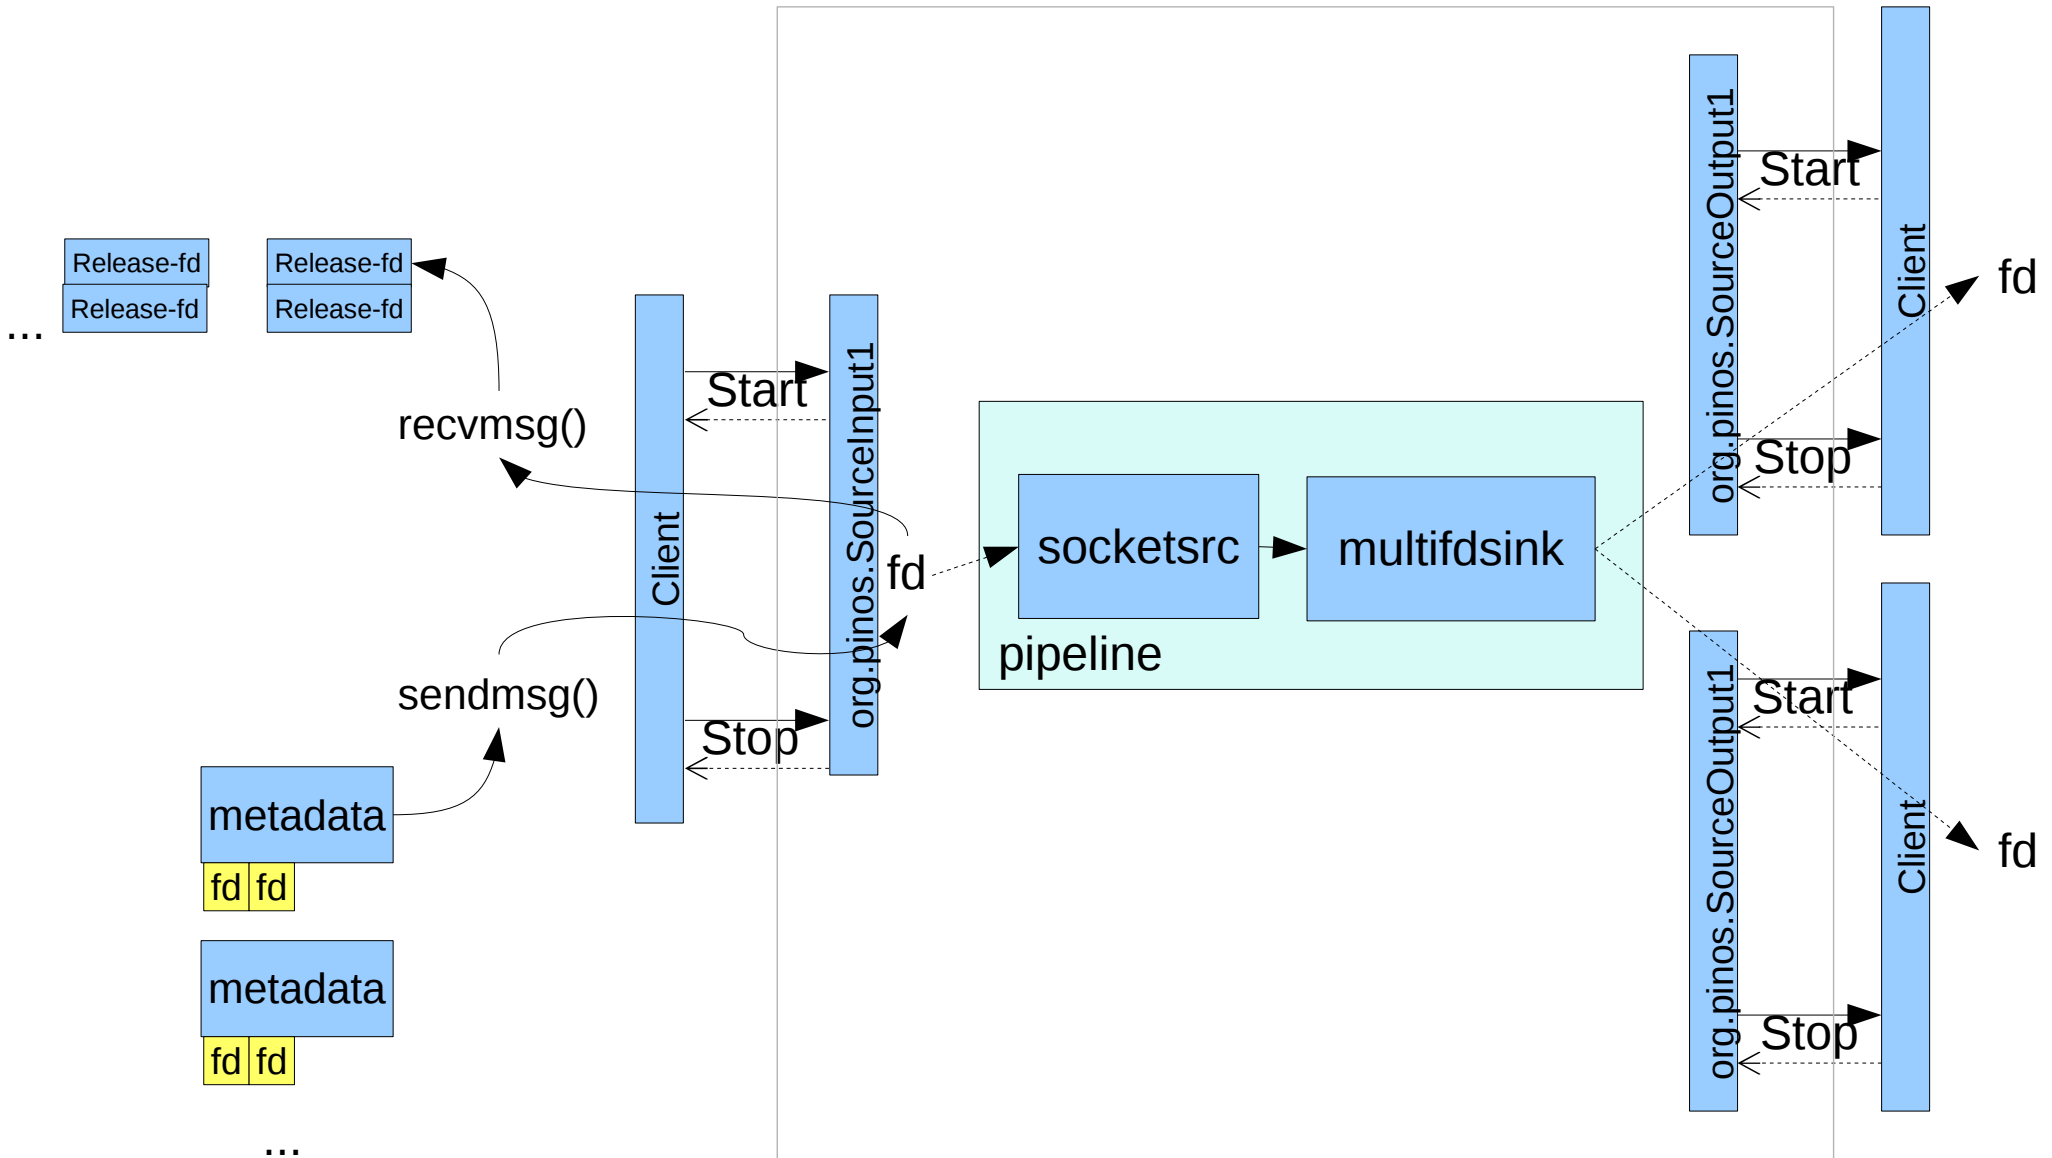 Release-fd
Release-fd
Release-fd
Release-fd
...
recvmsg()
sendmsg()
metadata
fd
fd
metadata
fd
fd
...
Client
Start
Stop
org.pinos.SourceInput1
fd
socketsrc
multifdsink
pipeline
org.pinos.SourceOutput1
Start
Stop
Client
fd
org.pinos.SourceOutput1
Start
Stop
Client
fd